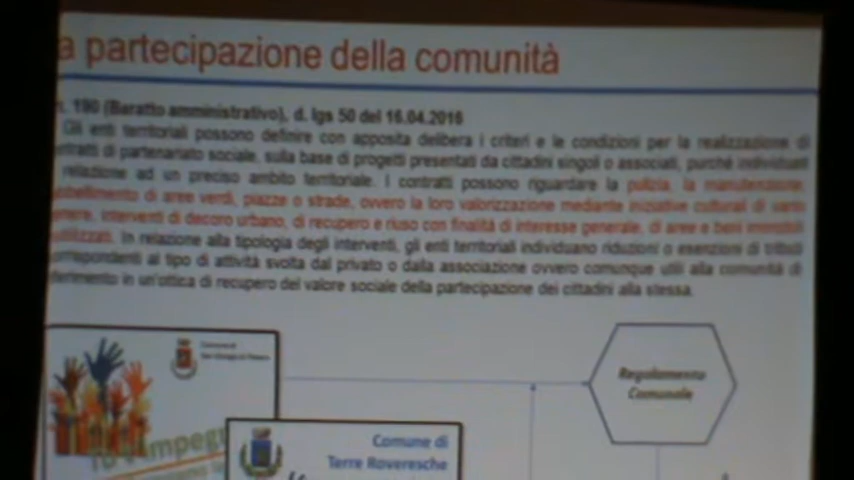 a partecipazione della comunità
. 190 (Baratto amministrativo), d. lgs 50 del 16.04.2016
Gli enti territoriali possono definire con apposita delibera i criteri e le condizioni per la realizzazione di
contratti di partenariato sociale, sulla base di progetti presentati da cittadini singoli o associati, purché individuati
relazione ad un preciso ambito territoriale. I contratti possono riguardare la pulizia, la manutenzione,
abbellimento di aree verdi, piazze o strade, ovvero la loro valorizzazione mediante iniziative culturali di vario
genere, interventi di decoro urbano, di recupero e riuso con finalità di interesse generale, di aree e beni immobili
inutilizzati. In relazione alla tipologia degli interventi, gli enti territoriali individuano riduzioni o esenzioni di tributi
corrispondenti al tipo di attività svolta dal privato o dalla associazione ovvero comunque utili alla comunità di
riferimento in un'ottica di recupero del valore sociale della partecipazione dei cittadini alla stessa.
Comune di
Regolamento
Comunale
Io m'impegno
Comune di
Terre Roveresche